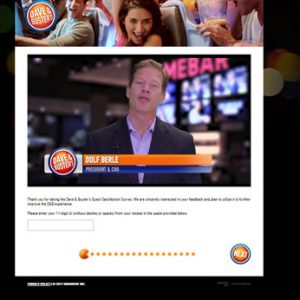 DAVE & BUSTER'S
MEBAR
DAVE & BUSTER'S
DOLF BERLE
PRESIDENT & COO
Thank you for taking the Dave & Buster's Guest Satisfaction Survey. We are sincerely interested in your feedback and plan to utilize it to further
improve the D&B experience.
Please enter your 17 digit id (without dashes or spaces) from your receipt in the space provided below.
NEXT